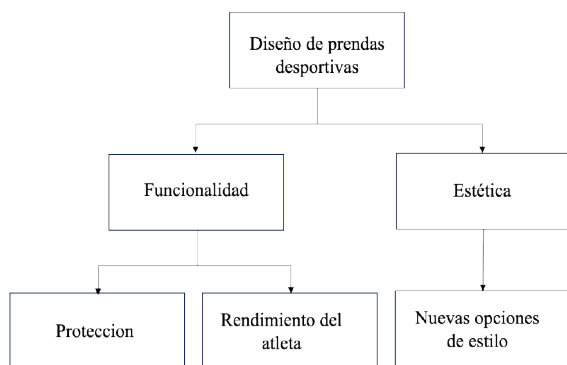 Diseño de prendas
desportivas
Funcionalidad
Estética
Proteccion
Rendimiento del
atleta
Nuevas opciones
de estilo